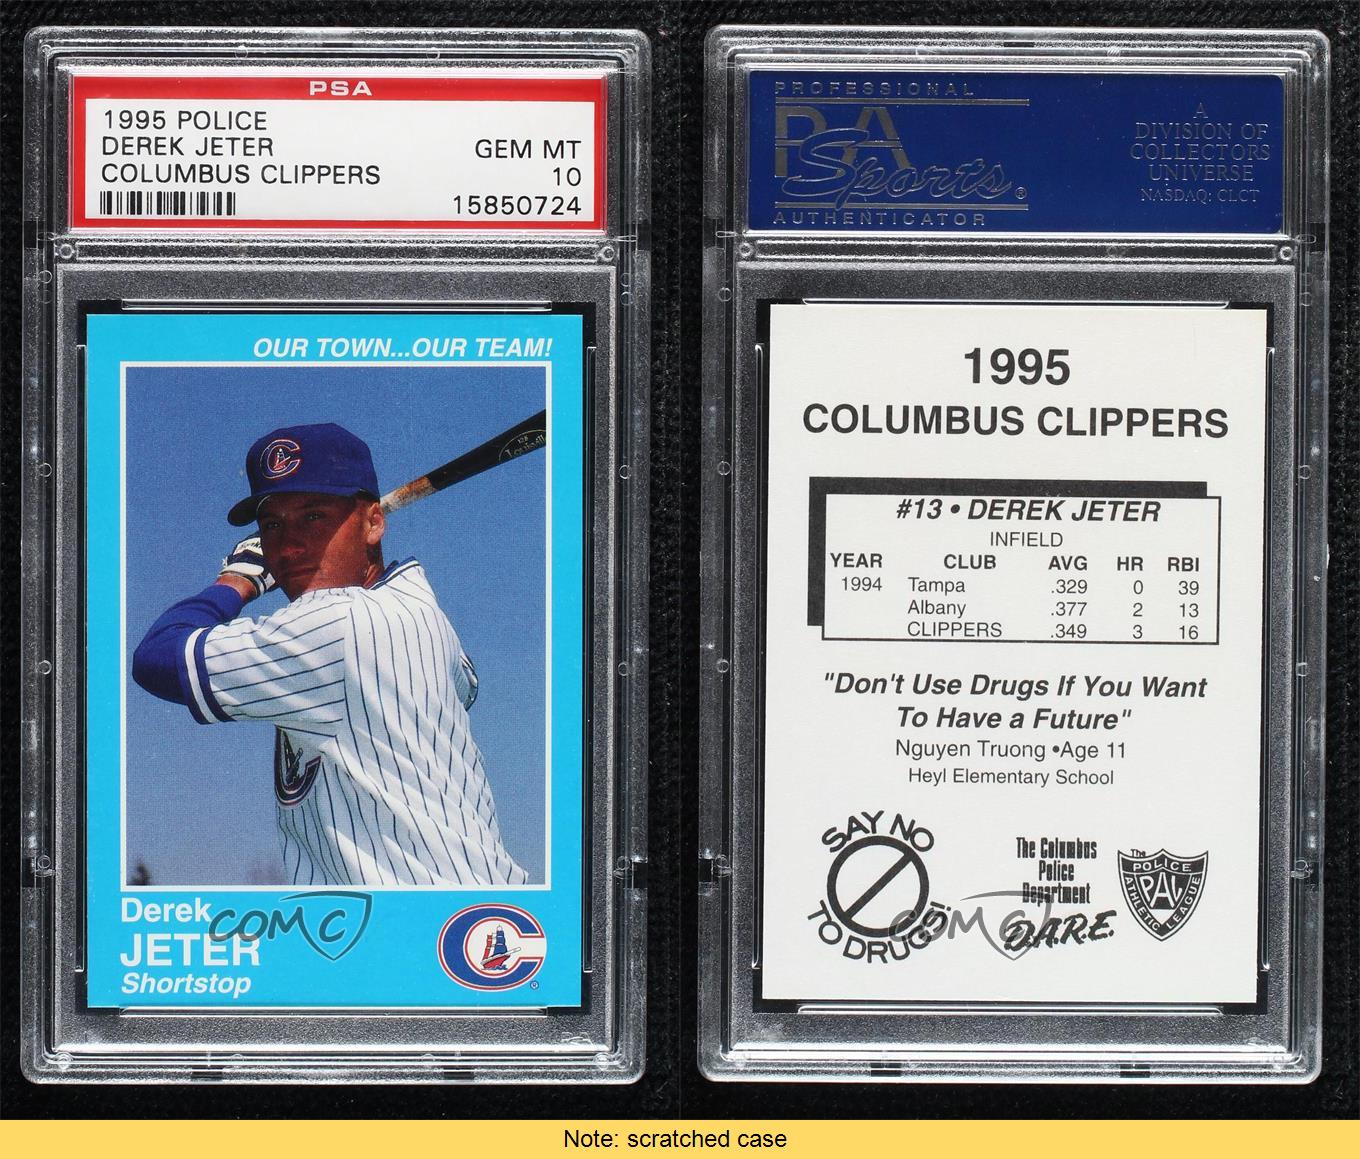 PSA
1995 POLICE
DEREK JETER GEM MT
COLUMBUS CLIPPERS 10
15850724
OUR TOWN...OUR TEAM!
Derek
JETER
Shortstop
COMC
PROFESSIONAL
PSA
Sports
AUTHENTICATOR
A
DIVISION OF
COLLECTORS
UNIVERSE
NASDAQ: CLCT
1995
COLUMBUS CLIPPERS
#13 • DEREK JETER
INFIELD
YEAR CLUB AVG HR RBI
1994 Tampa .329 0 39
Albany .377 2 13
CLIPPERS .349 3 16
"Don't Use Drugs If You Want
To Have a Future"
Nguyen Truong •Age 11
Heyl Elementary School
SAY NO
TO DRUGS!
The Columbus
Police
Department
D.A.R.E.
The
POLICE
ATHLETIC LEAGUE
PAL
COMC
Note: scratched case